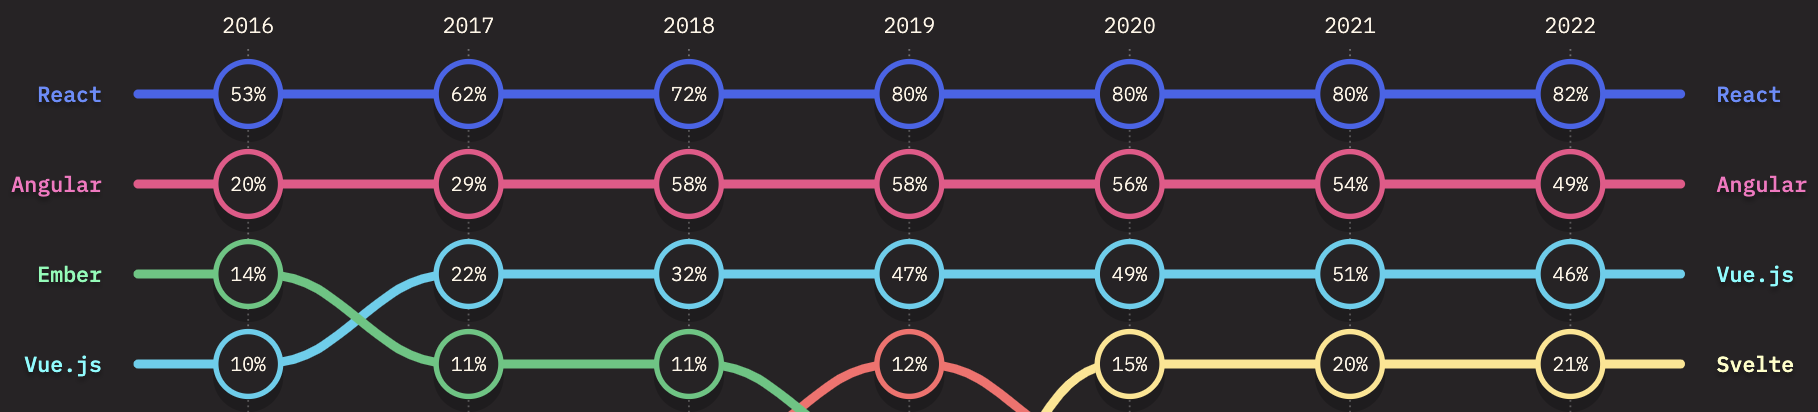 2016 2017 2018 2019 2020 2021 2022
React 53% 62% 72% 80% 80% 80% 82% React
Angular 20% 29% 58% 58% 56% 54% 49% Angular
Ember 14% 22% 32% 47% 49% 51% 46% Vue.js
Vue.js 10% 11% 11% 12% 15% 20% 21% Svelte